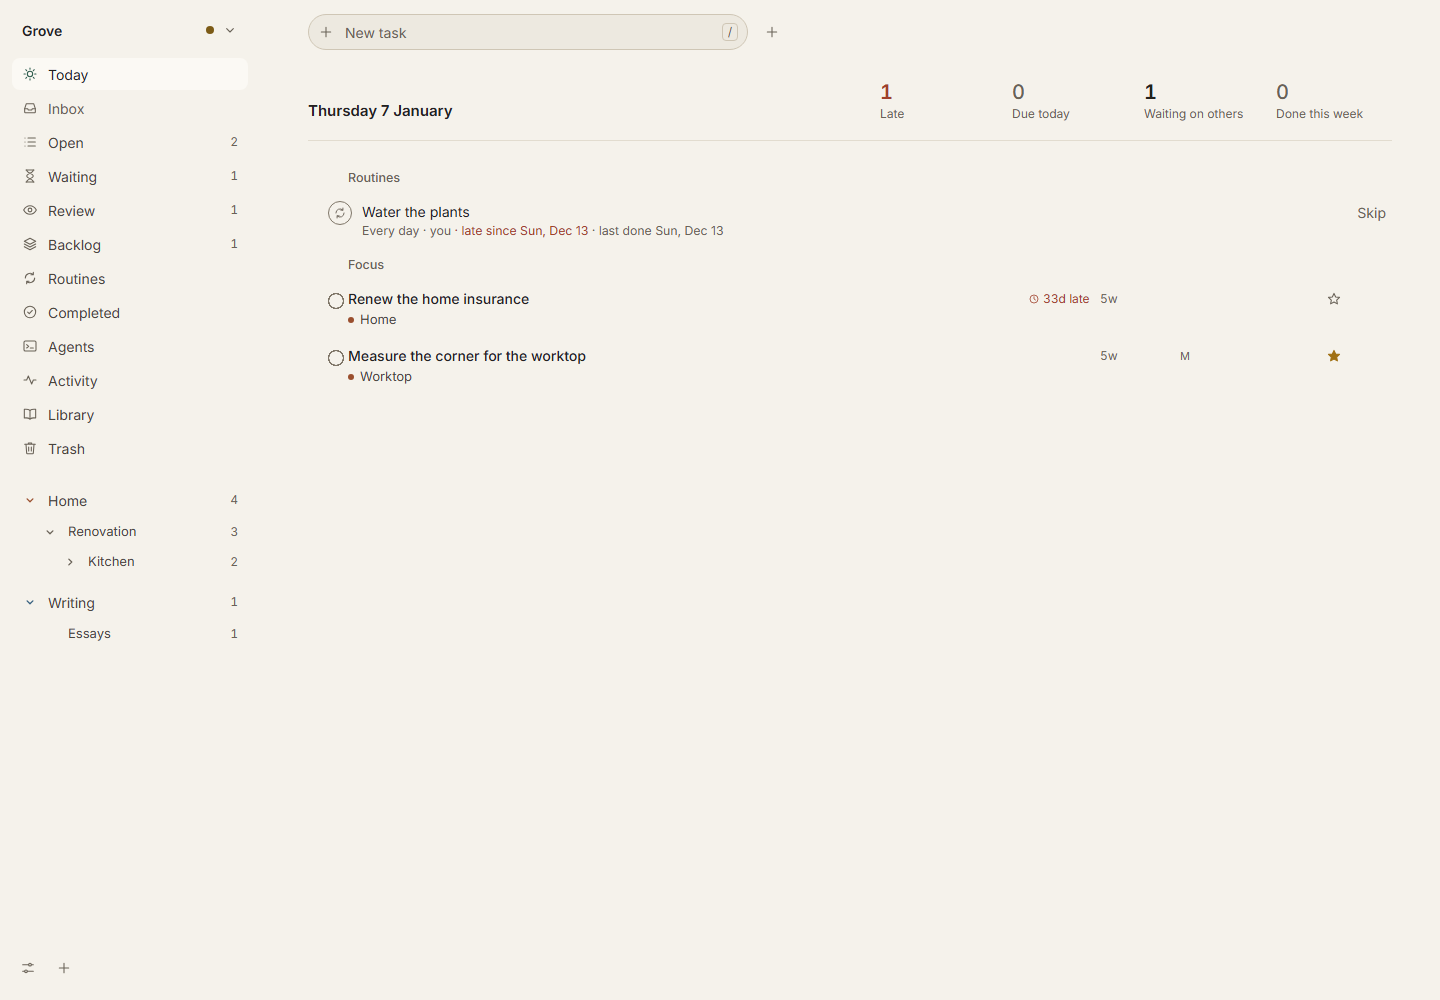 Grove
Today
Inbox
Open 2
Waiting 1
Review 1
Backlog 1
Routines
Completed
Agents
Activity
Library
Trash
Home 4
Renovation 3
Kitchen 2
Writing 1
Essays 1
New task /
Thursday 7 January
1 Late
0 Due today
1 Waiting on others
0 Done this week
Routines
Water the plants Skip
Every day · you · late since Sun, Dec 13 · last done Sun, Dec 13
Focus
Renew the home insurance 33d late 5w
Home
Measure the corner for the worktop 5w M
Worktop